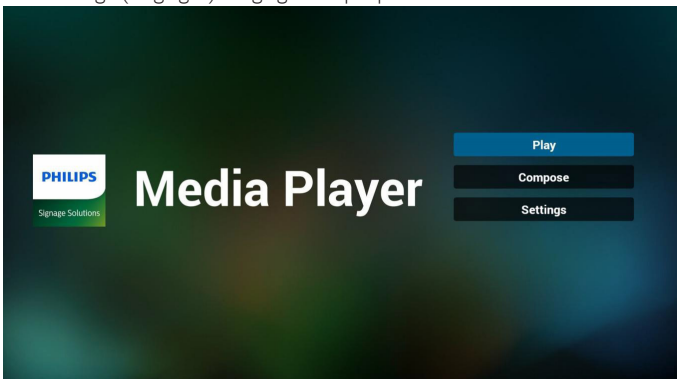 PHILIPS
Signage Solutions
Media Player
Play
Compose
Settings